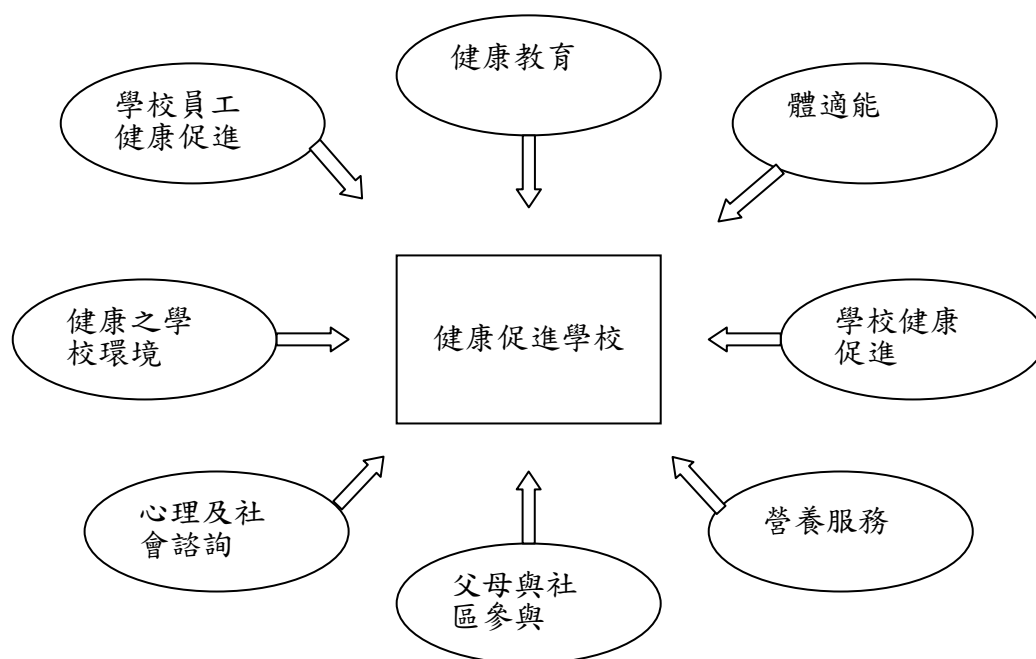 健康教育
學校員工
健康促進
體適能
健康之學
校環境
健康促進學校
學校健康
促進
心理及社
會諮詢
營養服務
父母與社
區參與